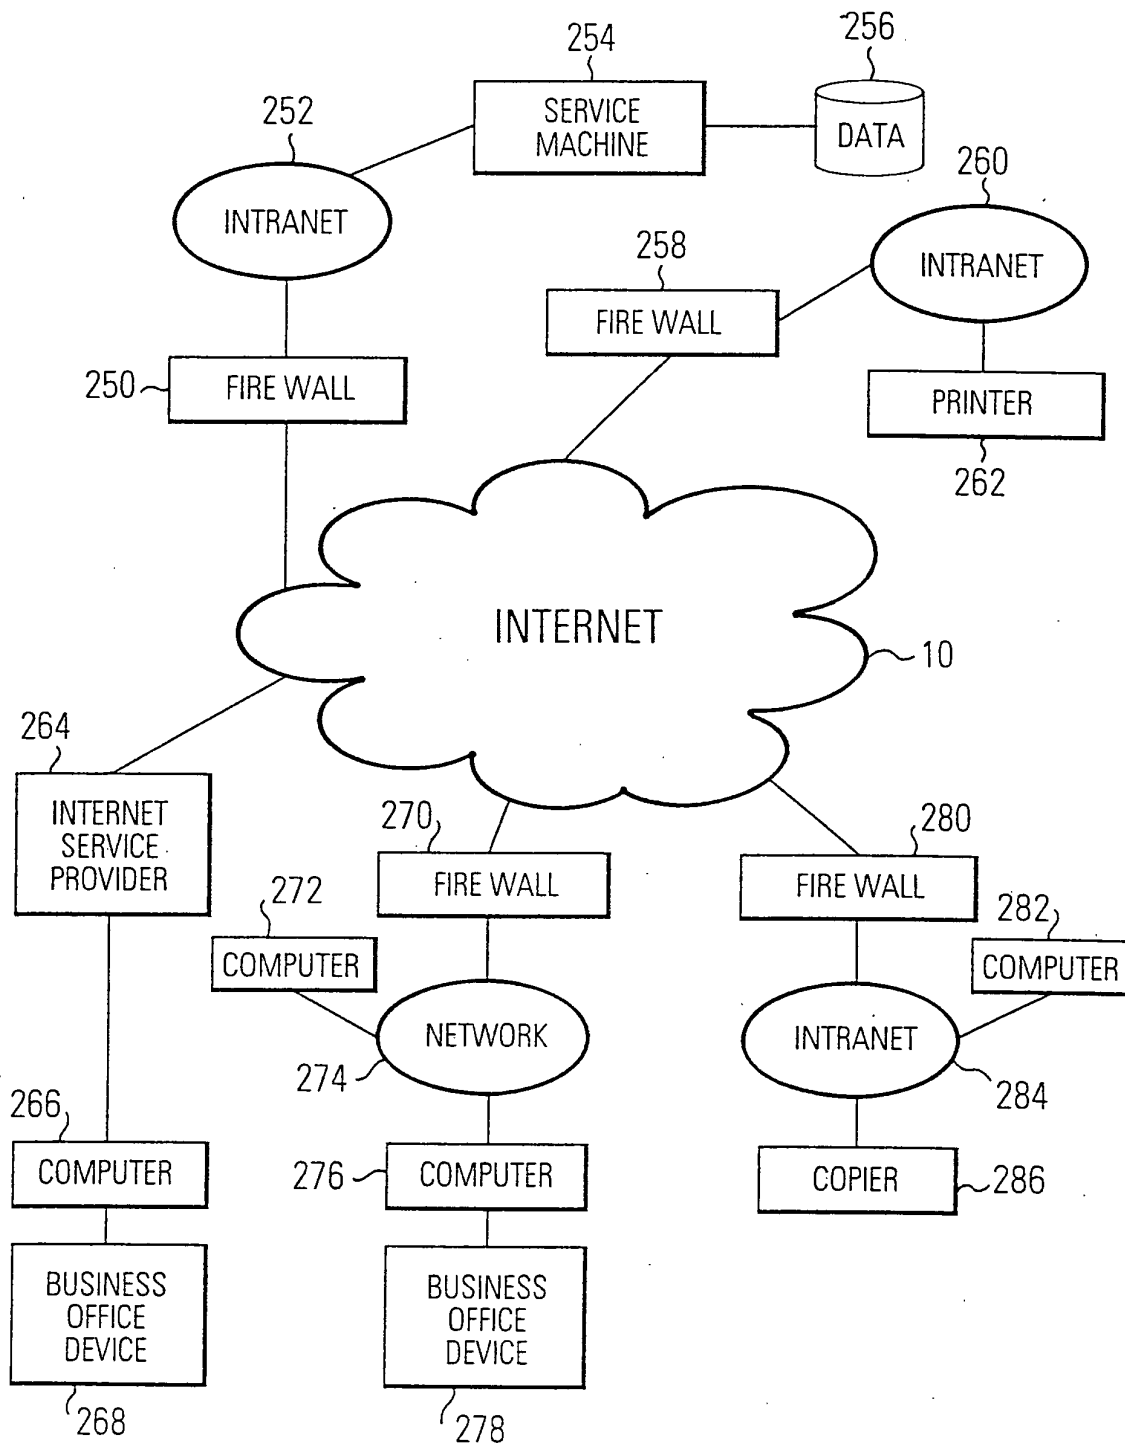 254
256
252
SERVICE
MACHINE
DATA
260
INTRANET
258
INTRANET
FIRE WALL
250
FIRE WALL
PRINTER
262
INTERNET
10
264
INTERNET
SERVICE
PROVIDER
270
280
FIRE WALL
FIRE WALL
272
282
COMPUTER
COMPUTER
NETWORK
INTRANET
274
284
266
COMPUTER
276
COMPUTER
COPIER
286
BUSINESS
OFFICE
DEVICE
BUSINESS
OFFICE
DEVICE
268
278